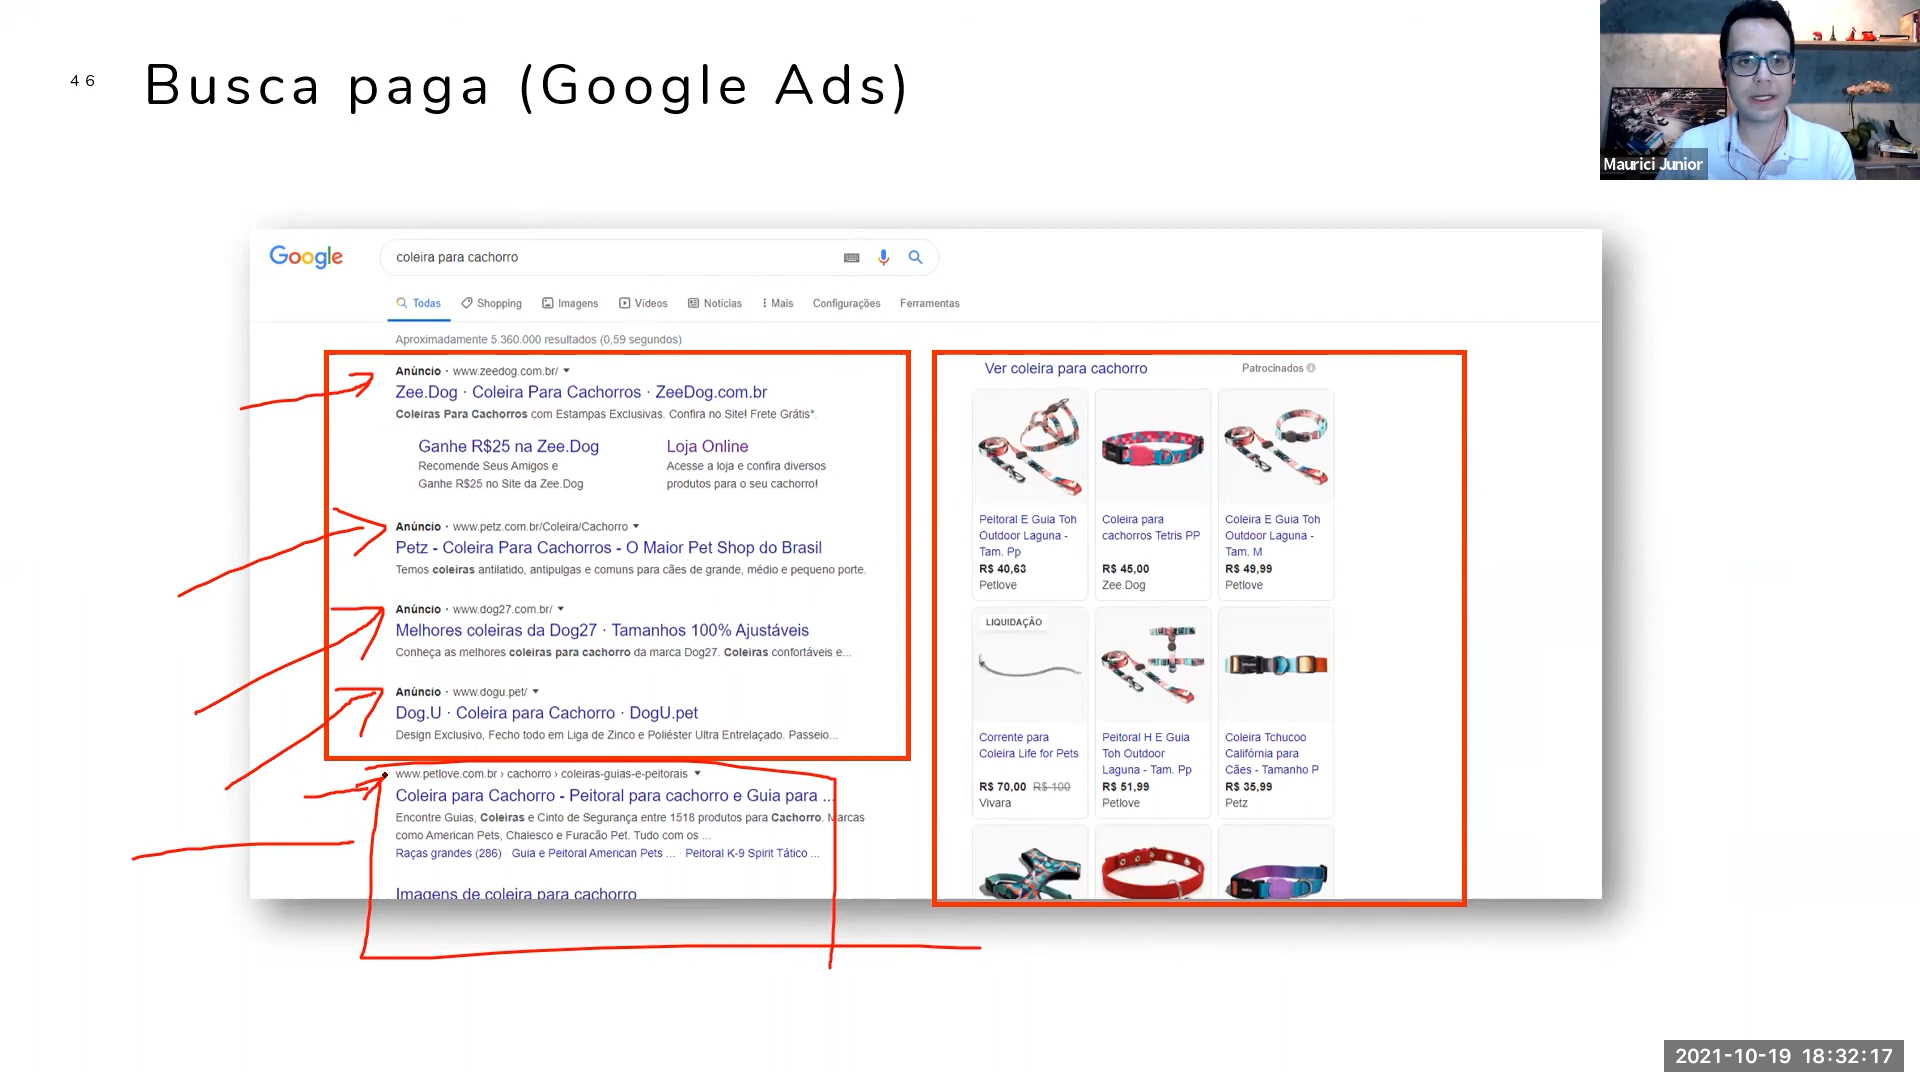 46
Busca paga (Google Ads)
Maurici Junior
Google
coleira para cachorro
Todas Shopping Imagens Vídeos Notícias Mais Configurações Ferramentas
Aproximadamente 5.360.000 resultados (0,59 segundos)
Anúncio · www.zeedog.com.br/
Zee.Dog · Coleira Para Cachorros · ZeeDog.com.br
Coleiras Para Cachorros com Estampas Exclusivas. Confira no Site! Frete Grátis*.
Ganhe R$25 na Zee.Dog
Recomende Seus Amigos e
Ganhe R$25 no Site da Zee.Dog
Loja Online
Acesse a loja e confira diversos
produtos para o seu cachorro!
Anúncio · www.petz.com.br/Coleira/Cachorro
Petz - Coleira Para Cachorros - O Maior Pet Shop do Brasil
Temos coleiras antilatido, antipulgas e comuns para cães de grande, médio e pequeno porte.
Anúncio · www.dog27.com.br/
Melhores coleiras da Dog27 · Tamanhos 100% Ajustáveis
Conheça as melhores coleiras para cachorro da marca Dog27. Coleiras confortáveis e...
Anúncio · www.dogu.pet/
Dog.U · Coleira para Cachorro · DogU.pet
Design Exclusivo, Fecho todo em Liga de Zinco e Poliéster Ultra Entrelaçado. Passeio...
www.petlove.com.br › cachorro › coleiras-guias-e-peitorais
Coleira para Cachorro - Peitoral para cachorro e Guia para ...
Encontre Guias, Coleiras e Cinto de Segurança entre 1518 produtos para Cachorro. Marcas
como American Pets, Chalesco e Furacão Pet. Tudo com os ...
Raças grandes (286) · Guia e Peitoral American Pets ... · Peitoral K-9 Spirit Tático ...
Imagens de coleira para cachorro
Ver coleira para cachorro
Patrocinados
Peitoral E Guia Toh
Outdoor Laguna -
Tam. Pp
R$ 40,63
Petlove
Coleira para
cachorros Tetris PP
R$ 45,00
Zee.Dog
Coleira E Guia Toh
Outdoor Laguna -
Tam. M
R$ 49,99
Petlove
LIQUIDAÇÃO
Corrente para
Coleira Life for Pets
R$ 70,00 R$ 100
Vivara
Peitoral H E Guia
Toh Outdoor
Laguna - Tam. Pp
R$ 51,99
Petlove
Coleira Tchucoo
Califórnia para
Cães - Tamanho P
R$ 35,99
Petz
2021-10-19 18:32:17